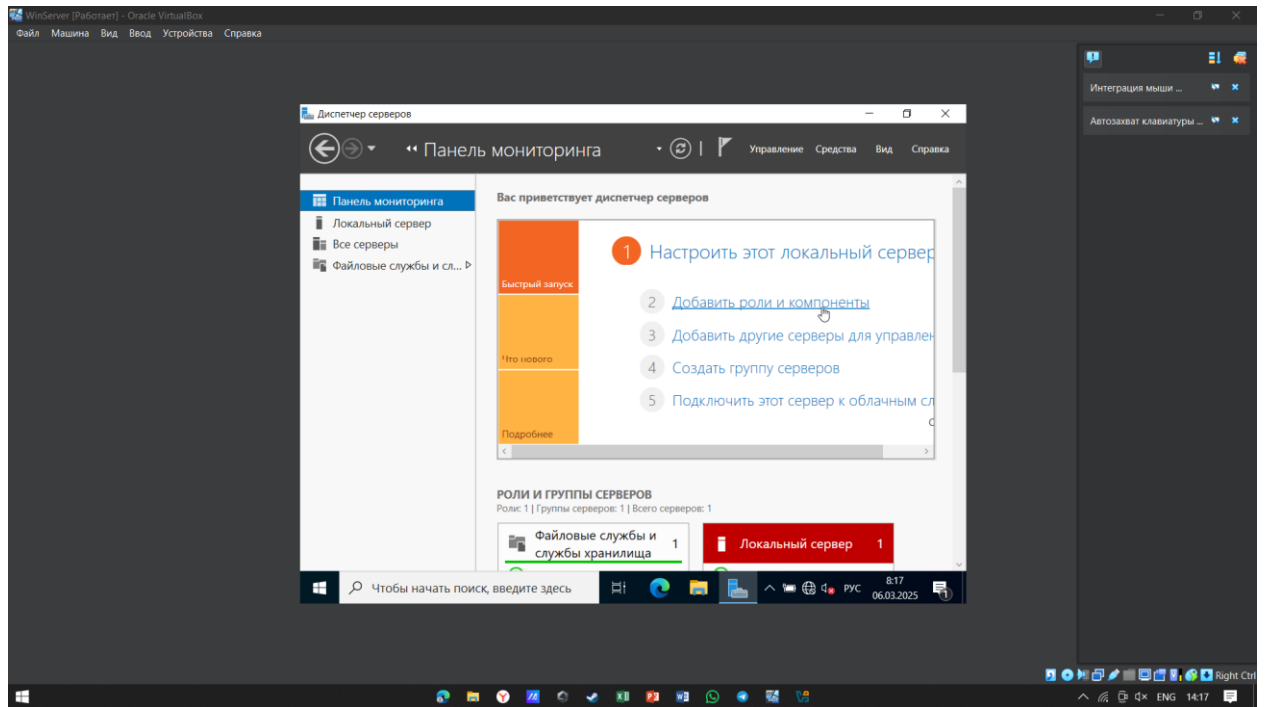 WinServer [Работает] - Oracle VirtualBox
Файл Машина Вид Ввод Устройства Справка
Интеграция мыши ...
Автозахват клавиатуры ...
Диспетчер серверов
Панель мониторинга
Управление Средства Вид Справка
Панель мониторинга
Локальный сервер
Все серверы
Файловые службы и сл...
Вас приветствует диспетчер серверов
Быстрый запуск
Что нового
Подробнее
1 Настроить этот локальный сервер
2 Добавить роли и компоненты
3 Добавить другие серверы для управлен
4 Создать группу серверов
5 Подключить этот сервер к облачным сл
РОЛИ И ГРУППЫ СЕРВЕРОВ
Роли: 1 | Группы серверов: 1 | Всего серверов: 1
Файловые службы и
службы хранилища
1
Локальный сервер 1
Чтобы начать поиск, введите здесь
РУС
8:17
06.03.2025
1
Right Ctrl
ENG 14:17